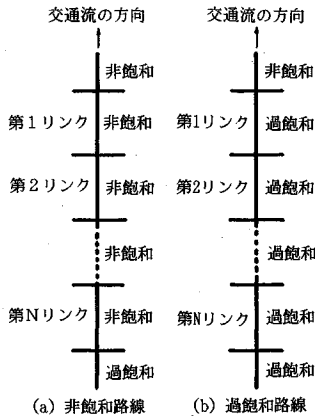 交通流の方向
非飽和
第1リンク 非飽和
第2リンク 非飽和
非飽和
第Nリンク 非飽和
過飽和
(a) 非飽和路線
交通流の方向
非飽和
第1リンク 過飽和
第2リンク 過飽和
過飽和
第Nリンク 過飽和
過飽和
(b) 過飽和路線